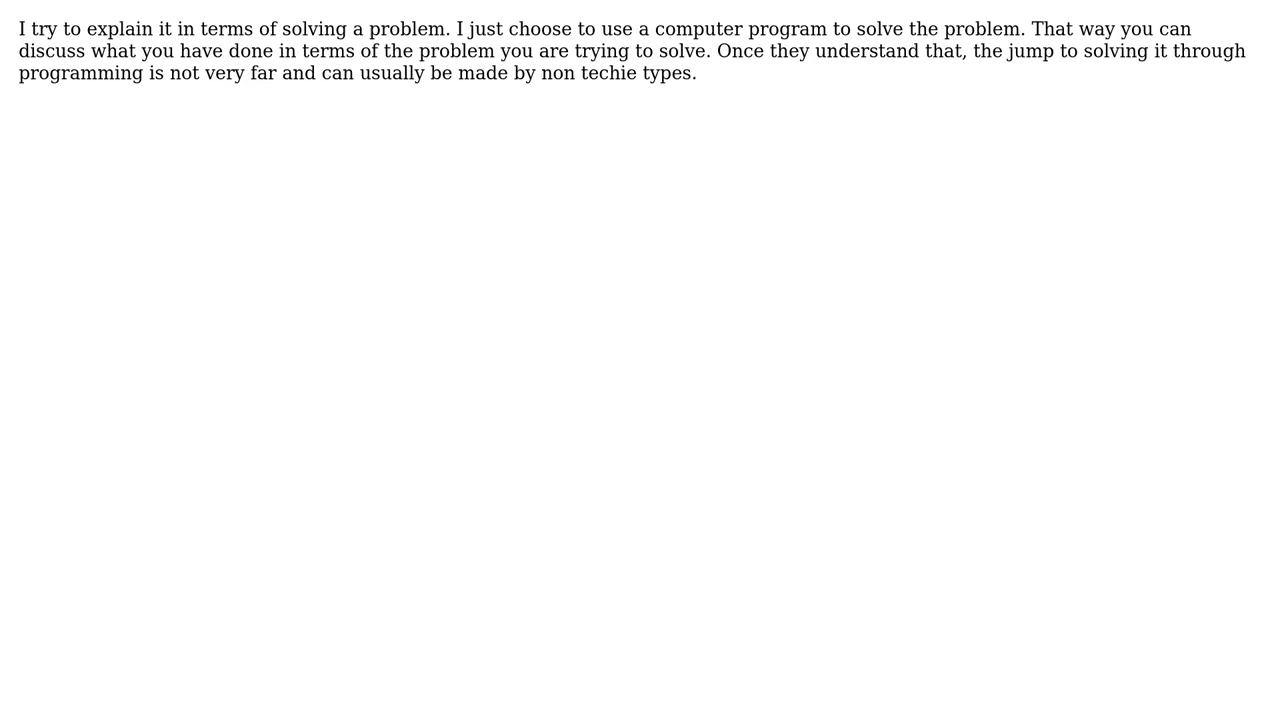 I try to explain it in terms of solving a problem. I just choose to use a computer program to solve the problem. That way you can
discuss what you have done in terms of the problem you are trying to solve. Once they understand that, the jump to solving it through
programming is not very far and can usually be made by non techie types.